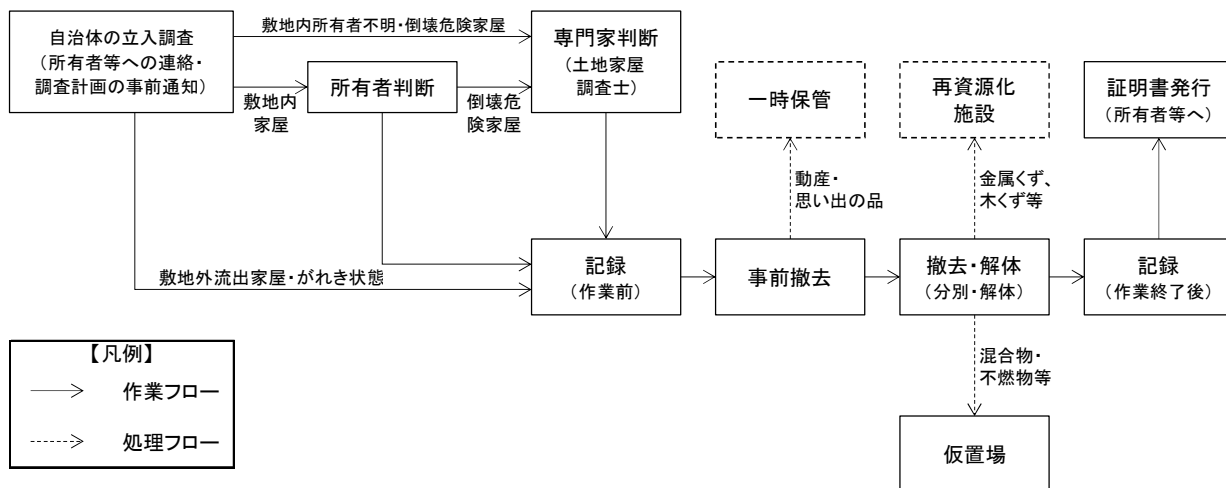 自治体の立入調査
（所有者等への連絡・
調査計画の事前通知）
敷地内所有者不明・倒壊危険家屋
敷地内
家屋
所有者判断
倒壊危
険家屋
専門家判断
（土地家屋
調査士）
敷地外流出家屋・がれき状態
記録
（作業前）
事前撤去
動産・
思い出の品
一時保管
撤去・解体
（分別・解体）
金属くず、
木くず等
再資源化
施設
混合物・
不燃物等
仮置場
記録
（作業終了後）
証明書発行
（所有者等へ）
【凡例】
作業フロー
処理フロー